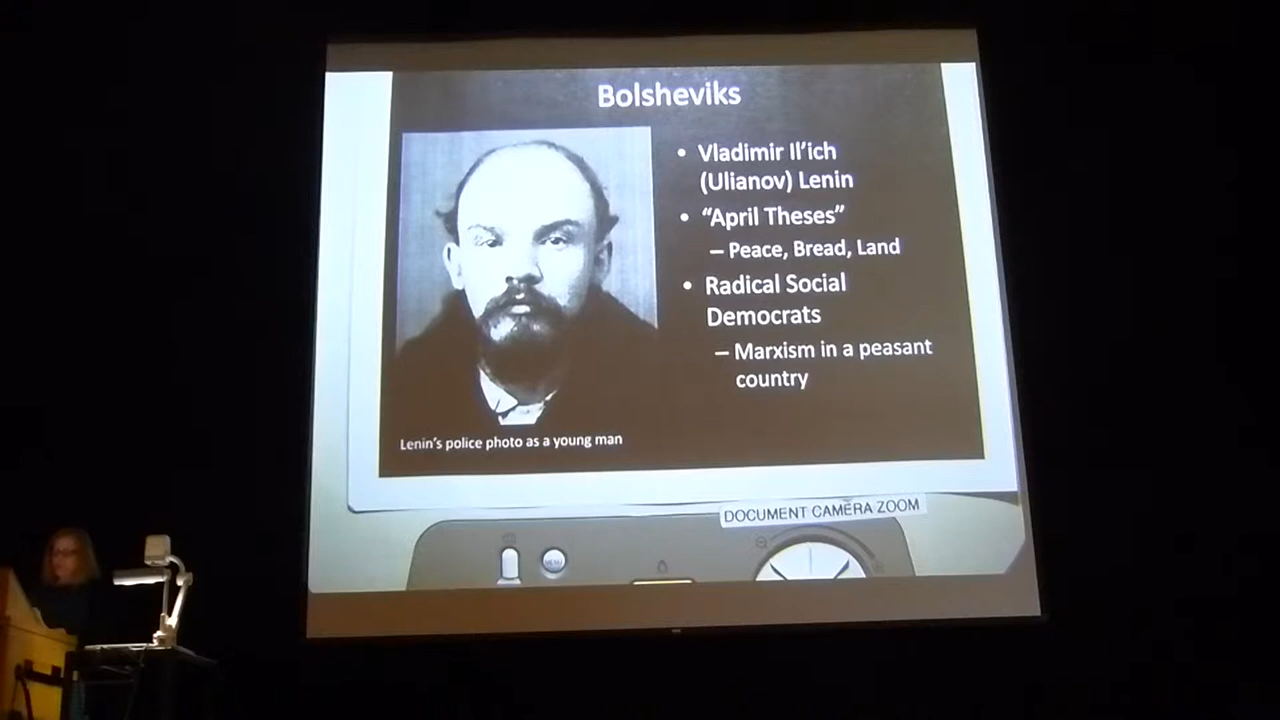 Bolsheviks
• Vladimir Il’ich
(Ulianov) Lenin
• “April Theses”
– Peace, Bread, Land
• Radical Social
Democrats
– Marxism in a peasant
country
Lenin’s police photo as a young man
DOCUMENT CAMERA ZOOM
MENU